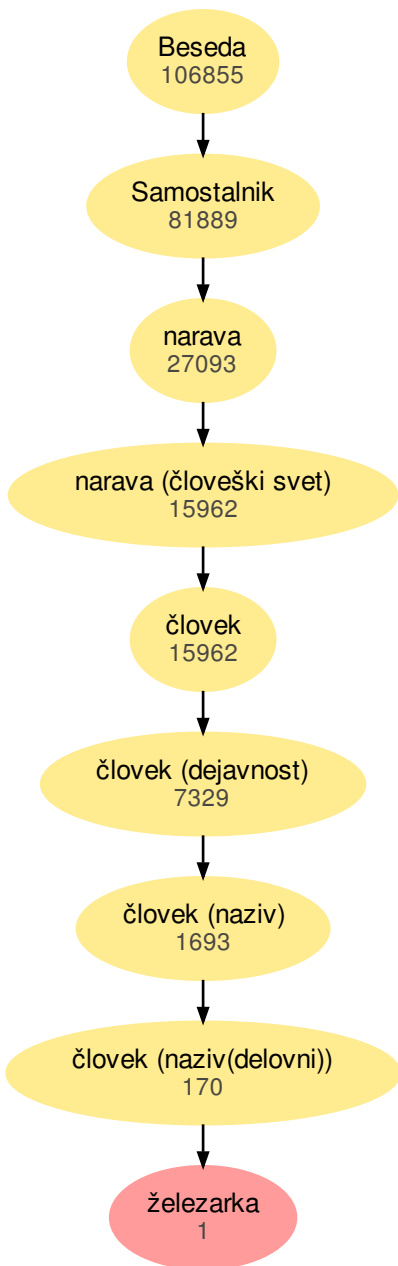 Beseda
106855
Samostalnik
81889
narava
27093
narava (človeški svet)
15962
človek
15962
človek (dejavnost)
7329
človek (naziv)
1693
človek (naziv(delovni))
170
železarka
1